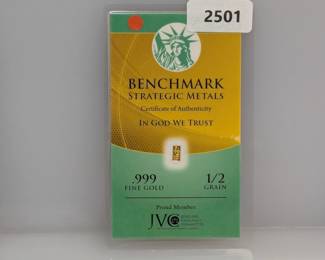 2501
BENCHMARK
STRATEGIC METALS
Certificate of Authenticity
IN GOD WE TRUST
.999
FINE GOLD
1/2
GRAIN
Proud Member
JVC